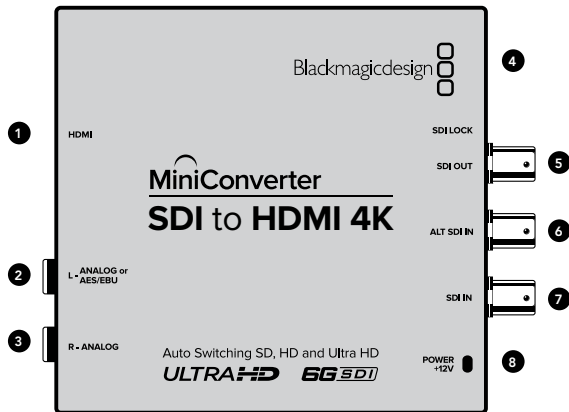 Blackmagicdesign
4
1
HDMI
SDI LOCK
SDI OUT
5
MiniConverter
SDI to HDMI 4K
ALT SDI IN
6
2
L - ANALOG or
AES/EBU
SDI IN
7
3
R - ANALOG
Auto Switching SD, HD and Ultra HD
POWER
+12V
8
ULTRA HD 6G SDI